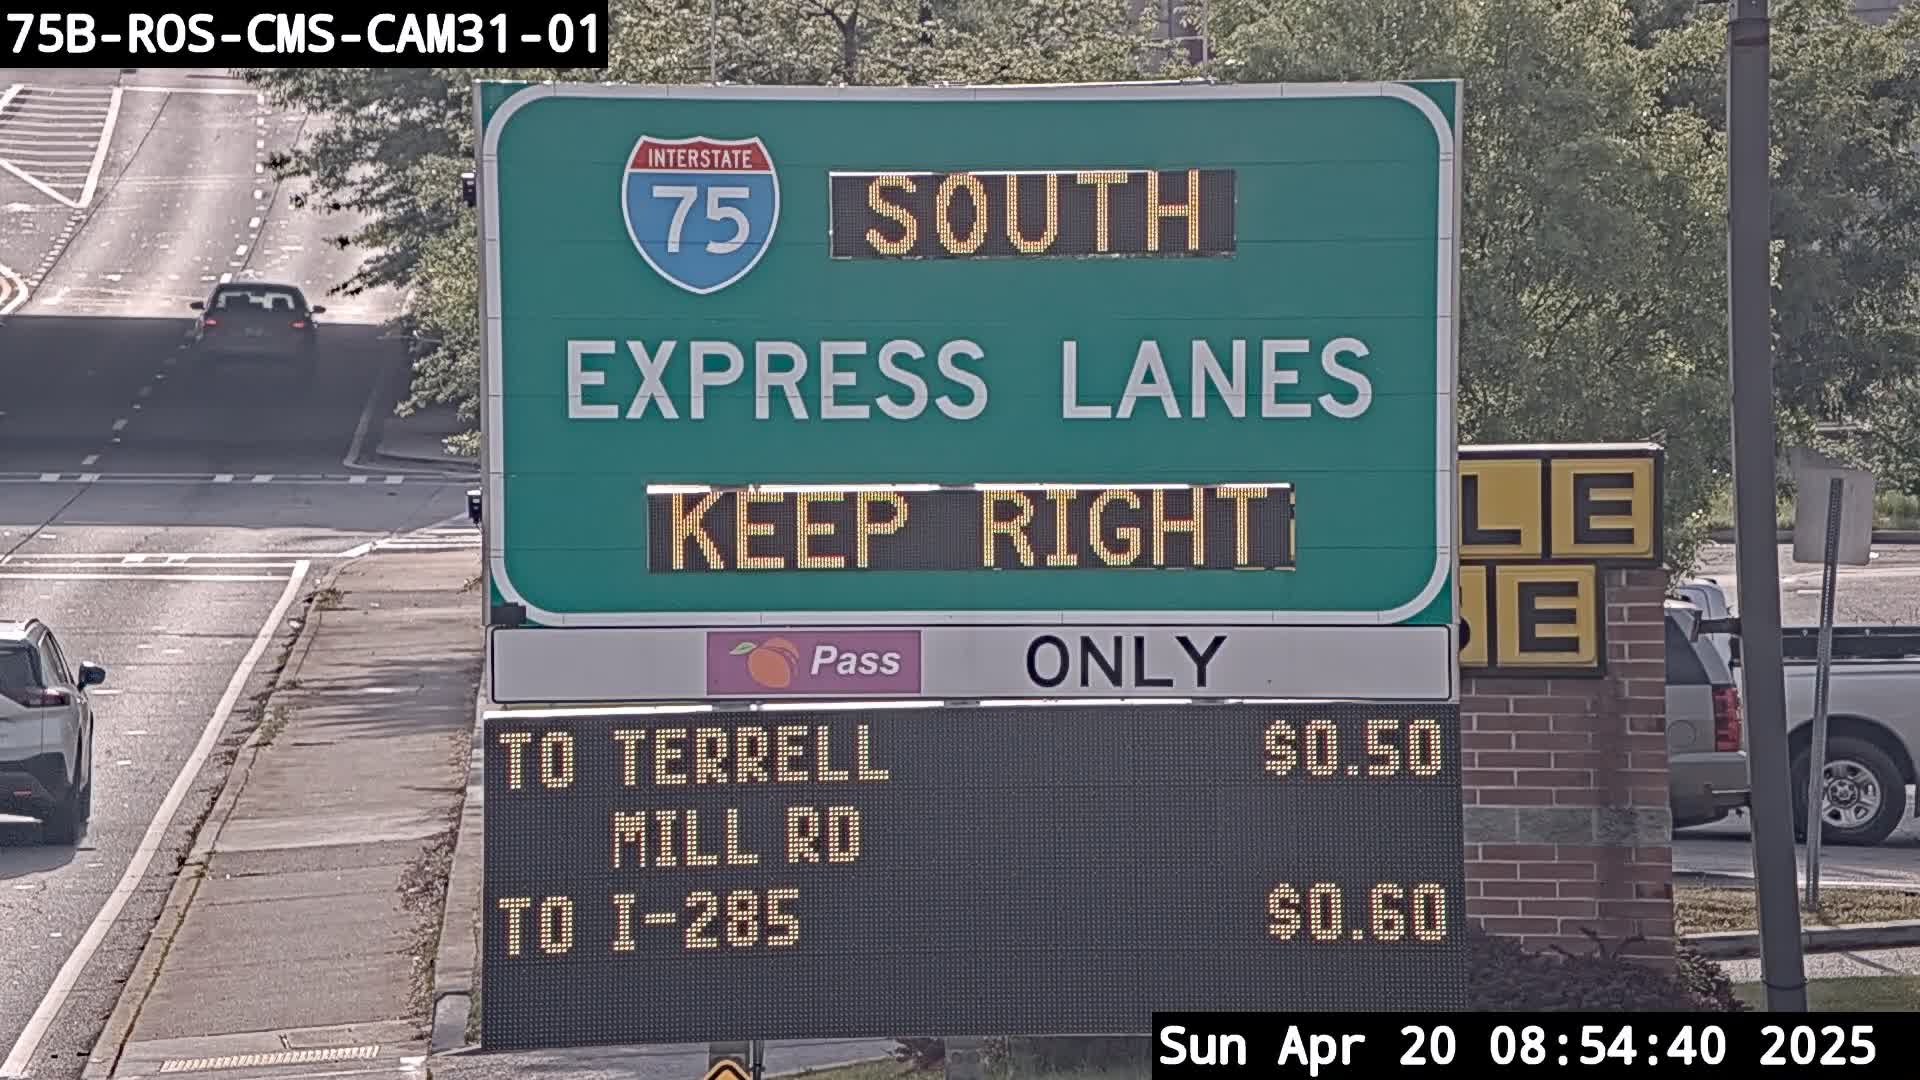 75B-ROS-CMS-CAM31-01
INTERSTATE
75
SOUTH
EXPRESS LANES
KEEP RIGHT
Pass
ONLY
LE
E
TO TERRELL $0.50
MILL RD
TO I-285 $0.60
Sun Apr 20 08:54:40 2025